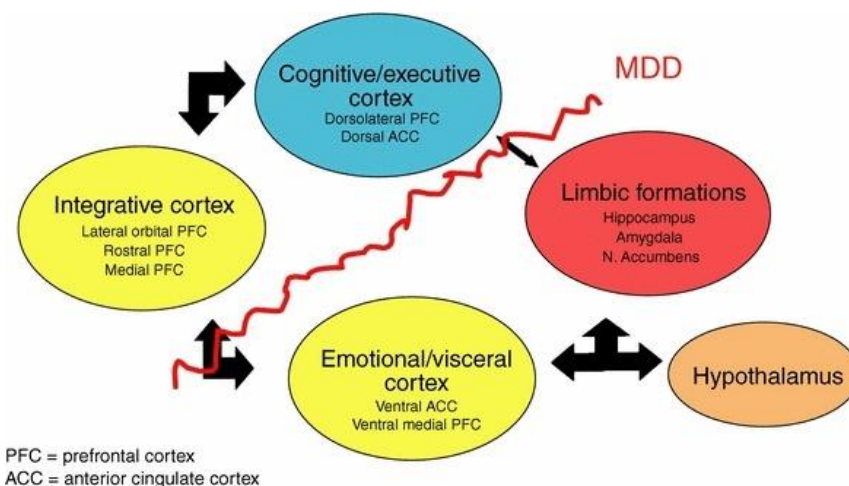 Cognitive/executive
cortex
Dorsolateral PFC
Dorsal ACC
MDD
Integrative cortex
Lateral orbital PFC
Rostral PFC
Medial PFC
Limbic formations
Hippocampus
Amygdala
N. Accumbens
Emotional/visceral
cortex
Ventral ACC
Ventral medial PFC
Hypothalamus
PFC = prefrontal cortex
ACC = anterior cingulate cortex